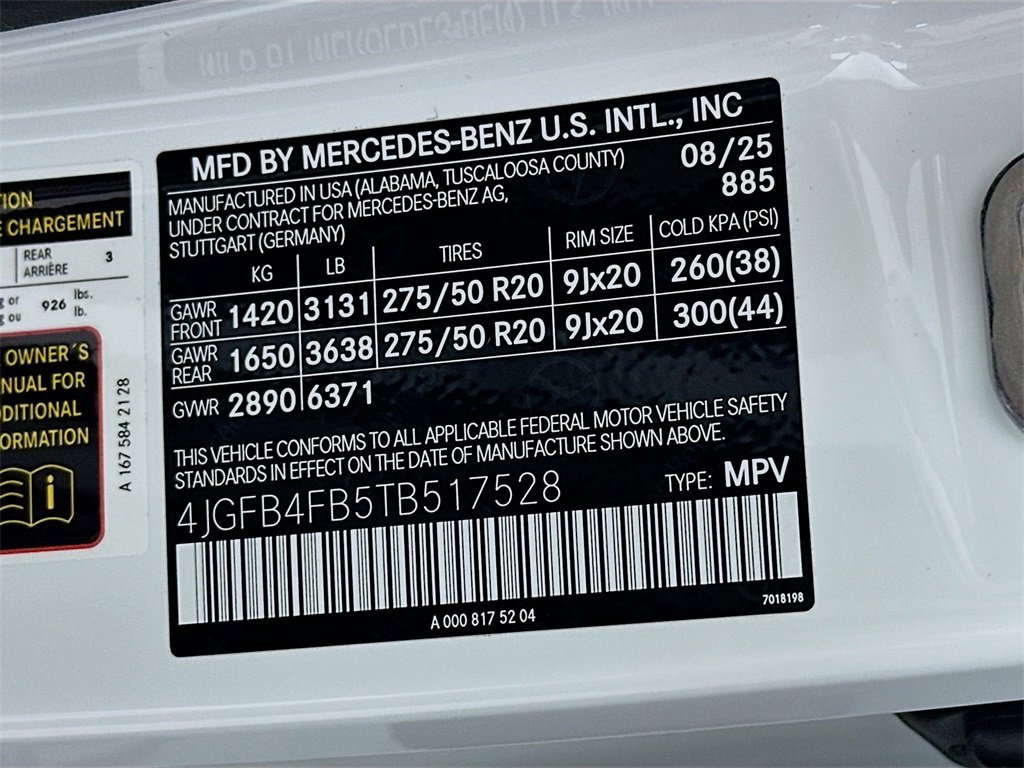 MFD BY MERCEDES-BENZ U.S. INTL., INC
MANUFACTURED IN USA (ALABAMA, TUSCALOOSA COUNTY)
UNDER CONTRACT FOR MERCEDES-BENZ AG,
STUTTGART (GERMANY)
08/25
885
KG LB TIRES RIM SIZE COLD KPA (PSI)
GAWR FRONT 1420 3131 275/50 R20 9Jx20 260(38)
GAWR REAR 1650 3638 275/50 R20 9Jx20 300(44)
GVWR 2890 6371
THIS VEHICLE CONFORMS TO ALL APPLICABLE FEDERAL MOTOR VEHICLE SAFETY
STANDARDS IN EFFECT ON THE DATE OF MANUFACTURE SHOWN ABOVE.
4JGFB4FB5TB517528 TYPE: MPV
7018198
A 000 817 52 04
CHARGEMENT
REAR 3
ARRIÈRE
or 926 lbs.
ou lb.
OWNER´S
FOR
A 167 584 21 28